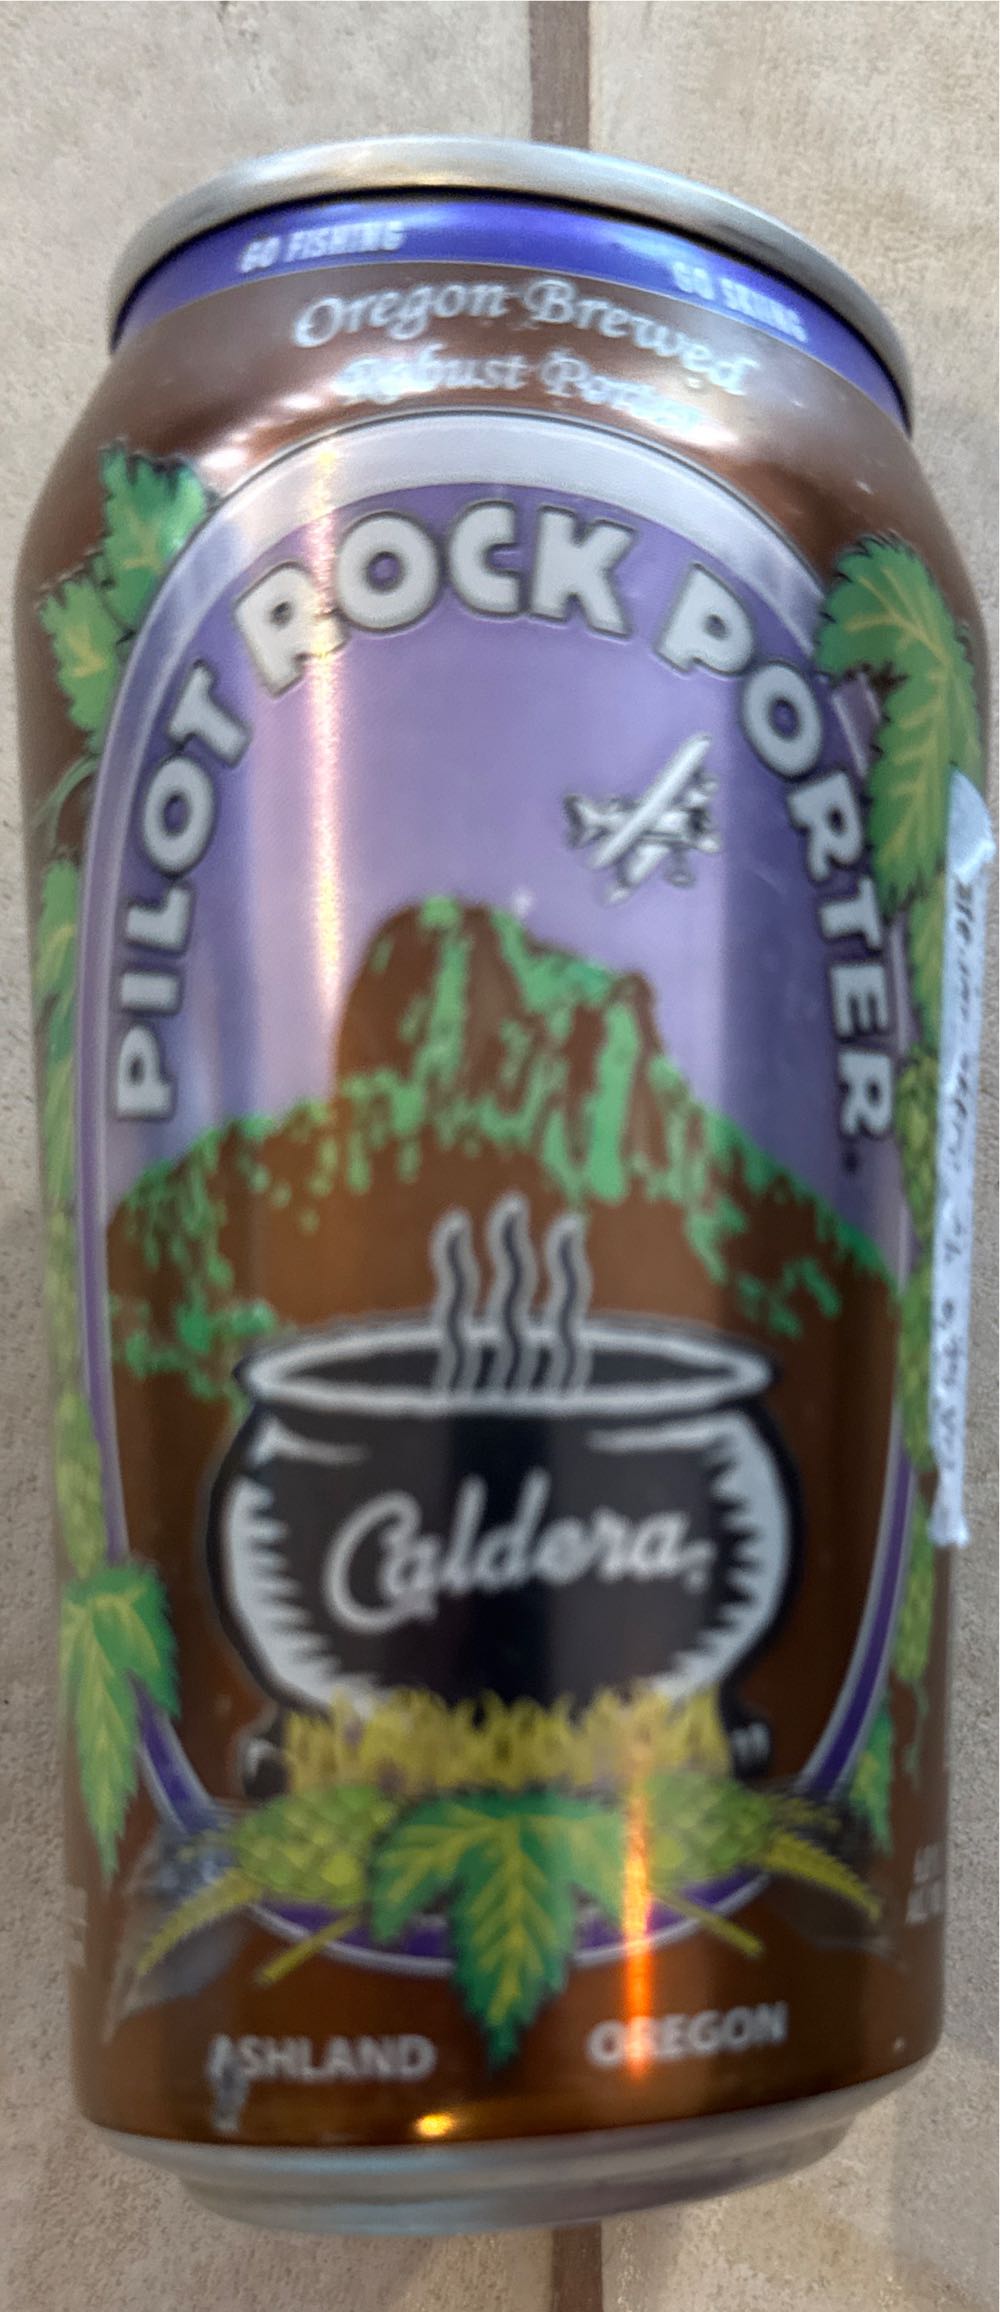 GO FISHING
GO SKIING
Oregon Brewed
Robust Porter
PILOT ROCK PORTER
Caldera
ASHLAND OREGON